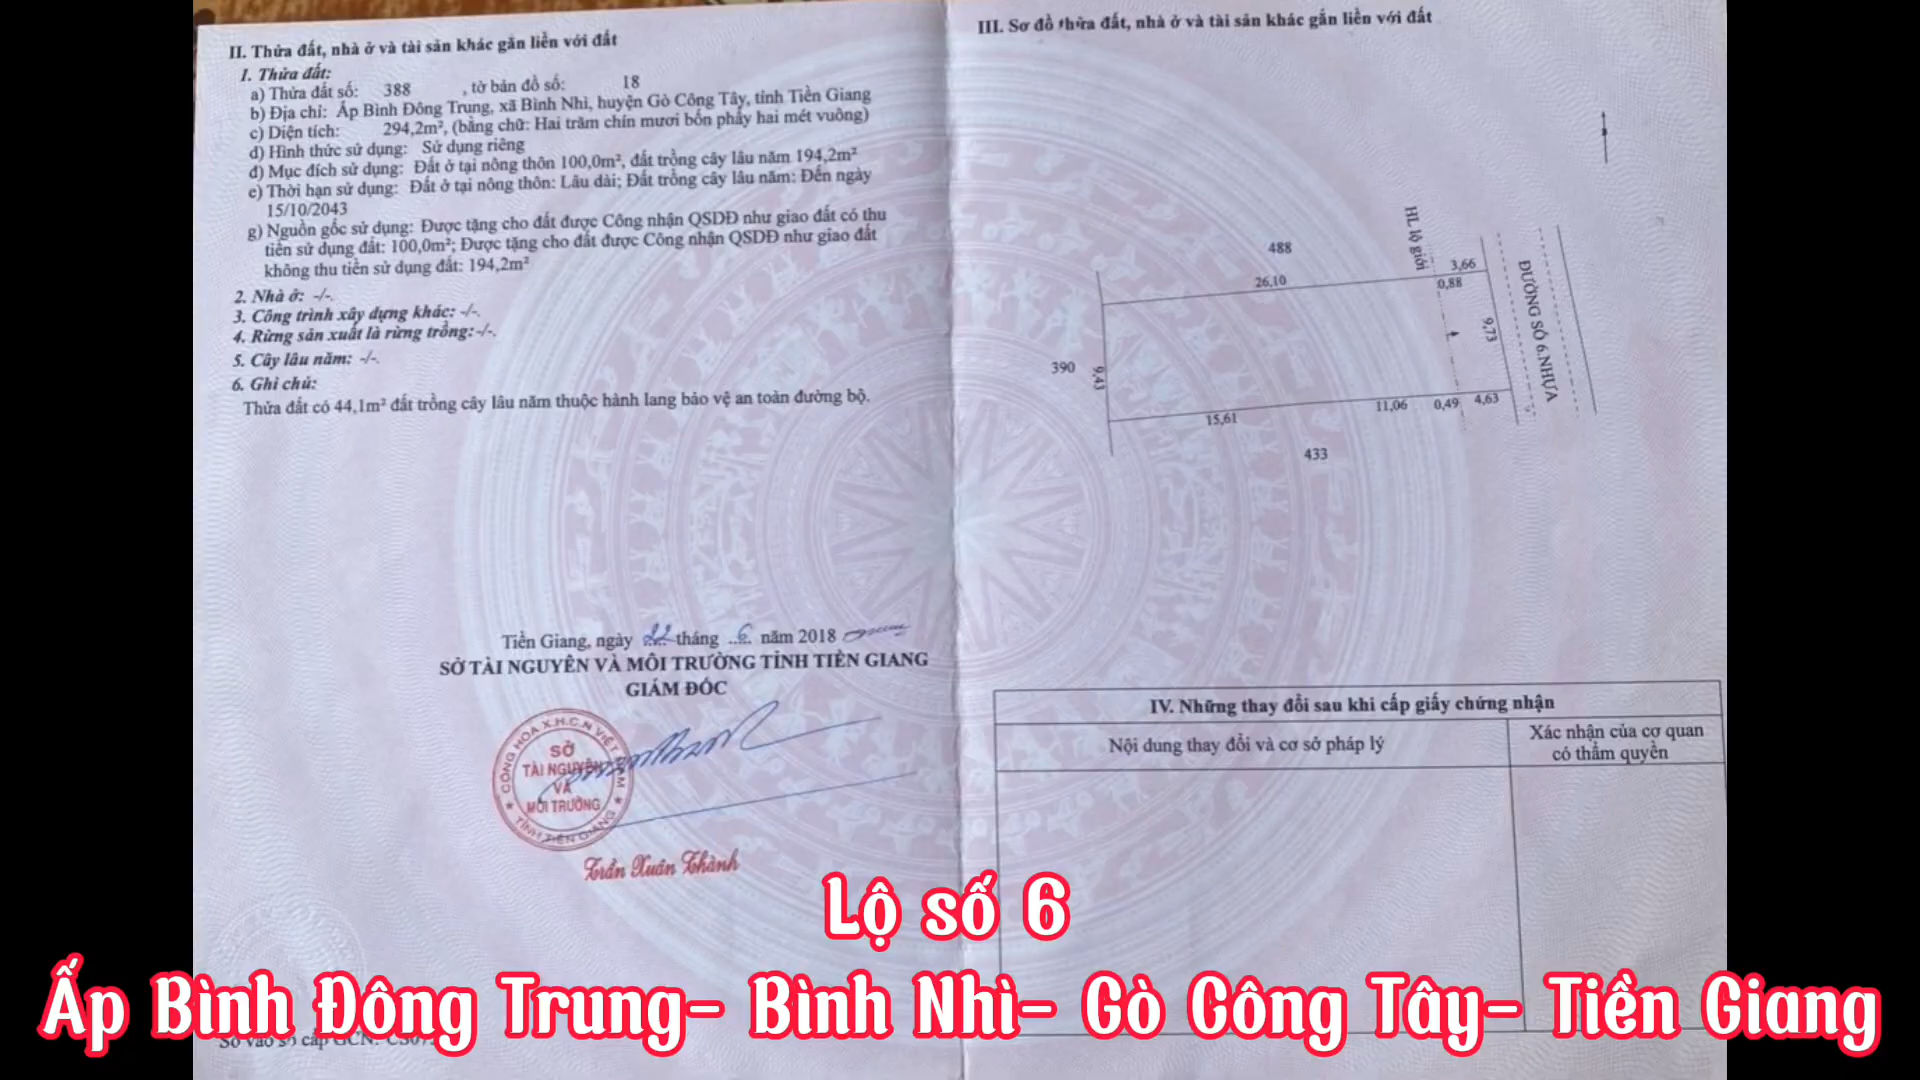 II. Thửa đất, nhà ở và tài sản khác gắn liền với đất
1. Thửa đất:
a) Thửa đất số: 388 , tờ bản đồ số: 18
b) Địa chỉ: Ấp Bình Đông Trung, xã Bình Nhì, huyện Gò Công Tây, tỉnh Tiền Giang
c) Diện tích: 294,2m², (bằng chữ: Hai trăm chín mươi bốn phẩy hai mét vuông)
d) Hình thức sử dụng: Sử dụng riêng
đ) Mục đích sử dụng: Đất ở tại nông thôn 100,0m², đất trồng cây lâu năm 194,2m²
e) Thời hạn sử dụng: Đất ở tại nông thôn: Lâu dài; Đất trồng cây lâu năm: Đến ngày
15/10/2043
g) Nguồn gốc sử dụng: Được tặng cho đất được Công nhận QSDĐ như giao đất có thu
tiền sử dụng đất: 100,0m²; Được tặng cho đất được Công nhận QSDĐ như giao đất
không thu tiền sử dụng đất: 194,2m²
2. Nhà ở: -/-.
3. Công trình xây dựng khác: -/-.
4. Rừng sản xuất là rừng trồng:-/-.
5. Cây lâu năm: -/-.
6. Ghi chú:
Thửa đất có 44,1m² đất trồng cây lâu năm thuộc hành lang bảo vệ an toàn đường bộ.
Tiền Giang, ngày 22 tháng 6 năm 2018
SỞ TÀI NGUYÊN VÀ MÔI TRƯỜNG TỈNH TIỀN GIANG
GIÁM ĐỐC
CỘNG HÒA X.H.C.N VIỆT NAM
SỞ
TÀI NGUYÊN
VÀ
MÔI TRƯỜNG
TỈNH TIỀN GIANG
Trần Xuân Thành
Số vào sổ cấp GCN:
III. Sơ đồ thửa đất, nhà ở và tài sản khác gắn liền với đất
HL lộ giới
488
3,66
26,10
0,88
ĐƯỜNG SỐ 6.NHỰA
9,73
390
9,43
15,61
11,06
0,49
4,63
433
IV. Những thay đổi sau khi cấp giấy chứng nhận
Nội dung thay đổi và cơ sở pháp lý
Xác nhận của cơ quan
có thẩm quyền
Lộ số 6
Ấp Bình Đông Trung- Bình Nhì- Gò Công Tây- Tiền Giang